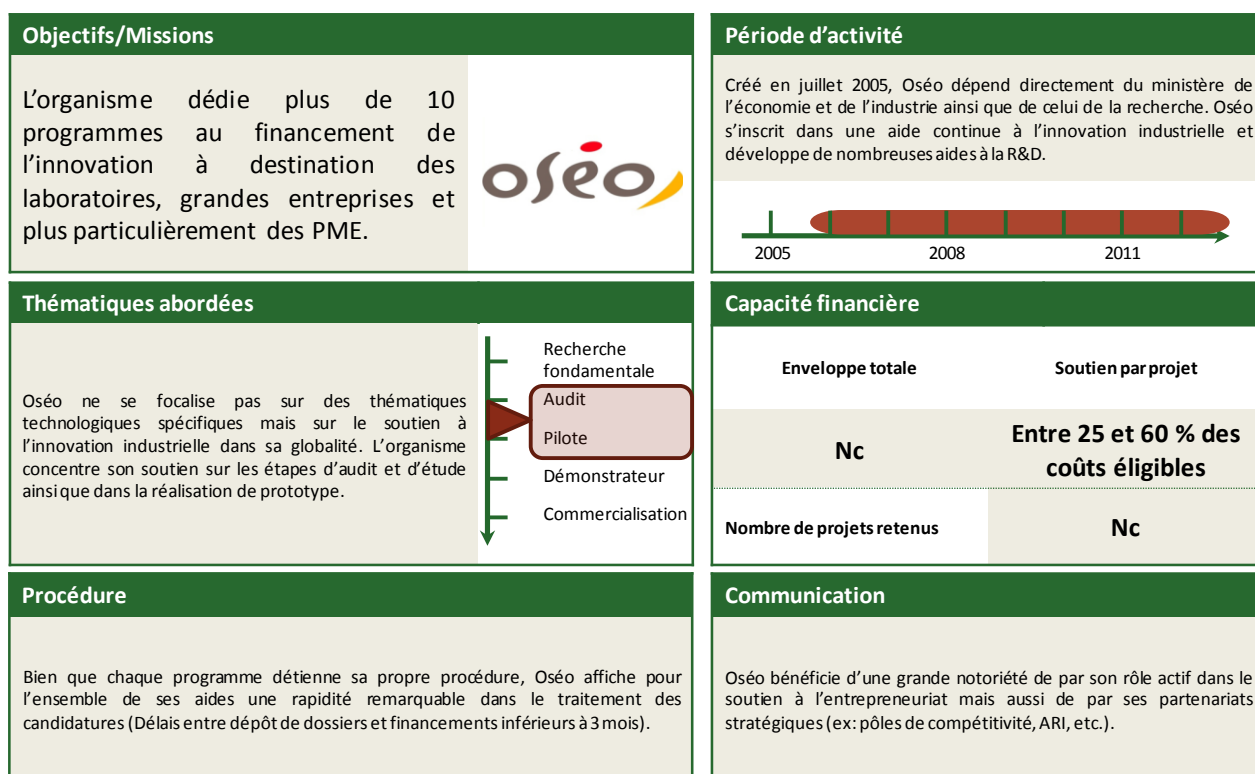 Objectifs/Missions
L’organisme dédie plus de 10
programmes au financement de
l’innovation à destination des
laboratoires, grandes entreprises et
plus particulièrement des PME.
oséo
Période d’activité
Créé en juillet 2005, Oséo dépend directement du ministère de
l’économie et de l’industrie ainsi que de celui de la recherche. Oséo
s’inscrit dans une aide continue à l’innovation industrielle et
développe de nombreuses aides à la R&D.
2005 2008 2011
Thématiques abordées
Oséo ne se focalise pas sur des thématiques
technologiques spécifiques mais sur le soutien à
l’innovation industrielle dans sa globalité. L’organisme
concentre son soutien sur les étapes d’audit et d’étude
ainsi que dans la réalisation de prototype.
Recherche
fondamentale
Audit
Pilote
Démonstrateur
Commercialisation
Capacité financière
Enveloppe totale Soutien par projet
Nc
Entre 25 et 60 % des
coûts éligibles
Nombre de projets retenus Nc
Procédure
Bien que chaque programme détienne sa propre procédure, Oséo affiche pour
l’ensemble de ses aides une rapidité remarquable dans le traitement des
candidatures (Délais entre dépôt de dossiers et financements inférieurs à 3 mois).
Communication
Oséo bénéficie d’une grande notoriété de par son rôle actif dans le
soutien à l’entrepreneuriat mais aussi de par ses partenariats
stratégiques (ex: pôles de compétitivité, ARI, etc.).